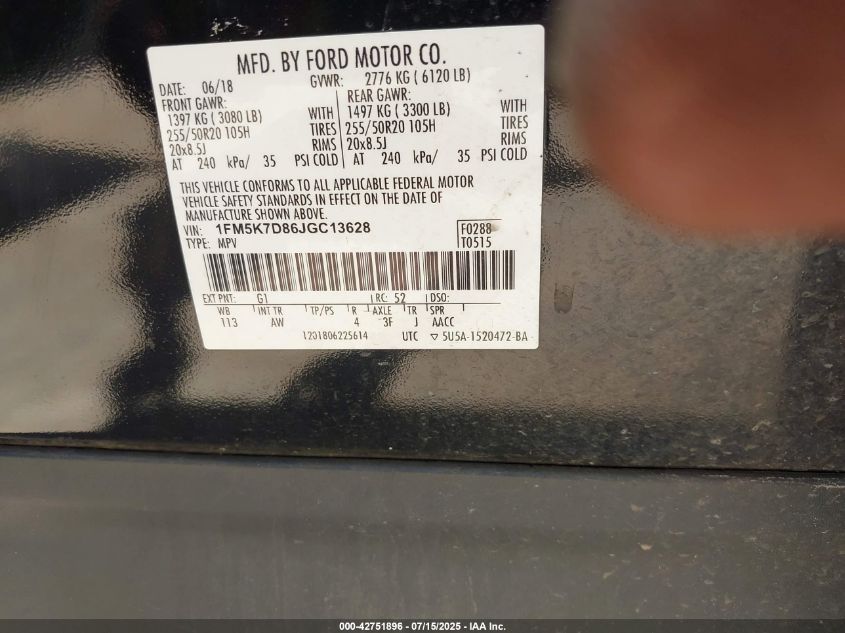 MFD. BY FORD MOTOR CO.
DATE: 06/18 GVWR: 2776 KG ( 6120 LB)
FRONT GAWR: REAR GAWR:
1397 KG ( 3080 LB) WITH 1497 KG ( 3300 LB) WITH
255/50R20 105H TIRES 255/50R20 105H TIRES
20x8.5J RIMS 20x8.5J RIMS
AT 240 kPa/ 35 PSI COLD AT 240 kPa/ 35 PSI COLD
THIS VEHICLE CONFORMS TO ALL APPLICABLE FEDERAL MOTOR
VEHICLE SAFETY STANDARDS IN EFFECT ON THE DATE OF
MANUFACTURE SHOWN ABOVE.
VIN: 1FM5K7D86JGC13628 F0288
TYPE: MPV T0515
EXT PNT: G1 RC: 52 DSO:
WB INT TR TP/PS R AXLE TR SPR
113 AW 4 3F J AACC
1201806225614 UTC ▽ 5U5A-1520472-BA
000-42751896 - 07/15/2025 - IAA Inc.